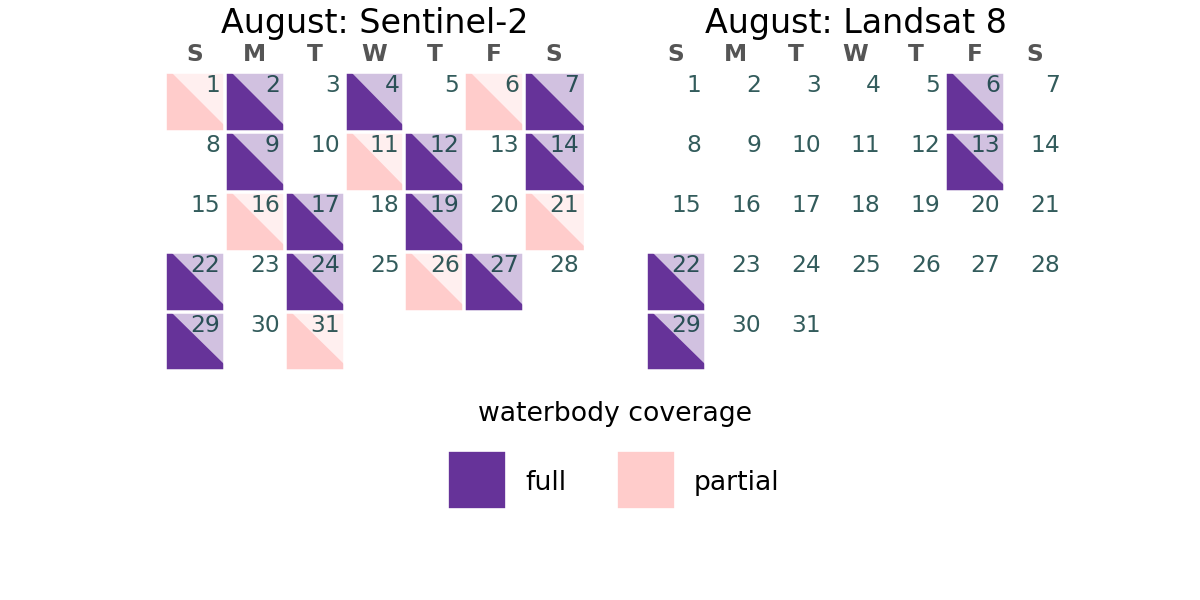 August: Sentinel-2
S M T W T F S
1 2 3 4 5 6 7
8 9 10 11 12 13 14
15 16 17 18 19 20 21
22 23 24 25 26 27 28
29 30 31
August: Landsat 8
S M T W T F S
1 2 3 4 5 6 7
8 9 10 11 12 13 14
15 16 17 18 19 20 21
22 23 24 25 26 27 28
29 30 31
waterbody coverage
full
partial